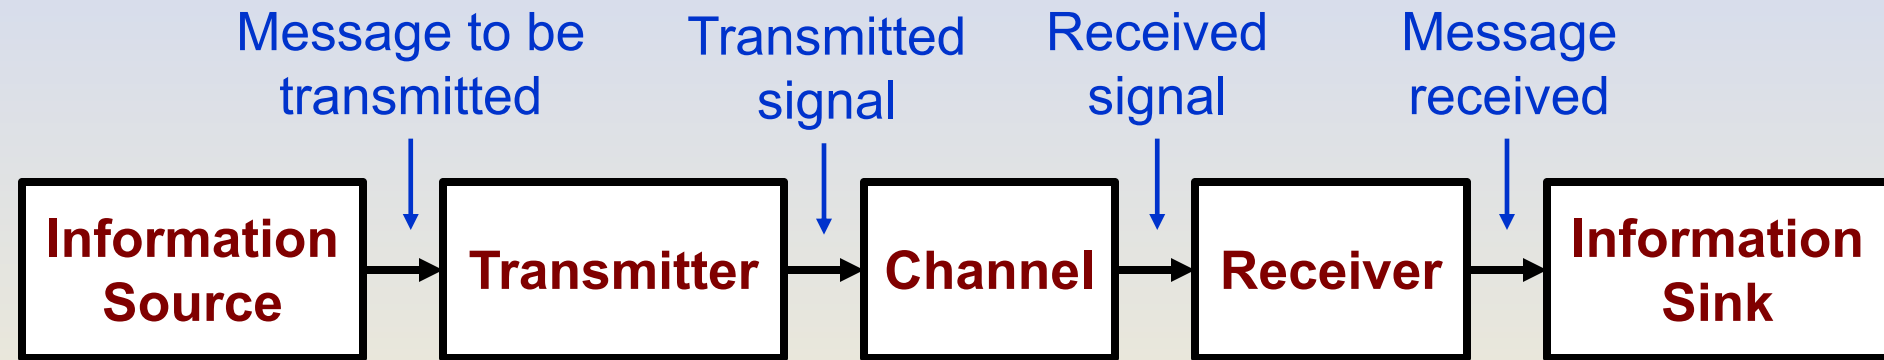 Message to be
transmitted
Transmitted
signal
Received
signal
Message
received
Information
Source
Transmitter
Channel
Receiver
Information
Sink